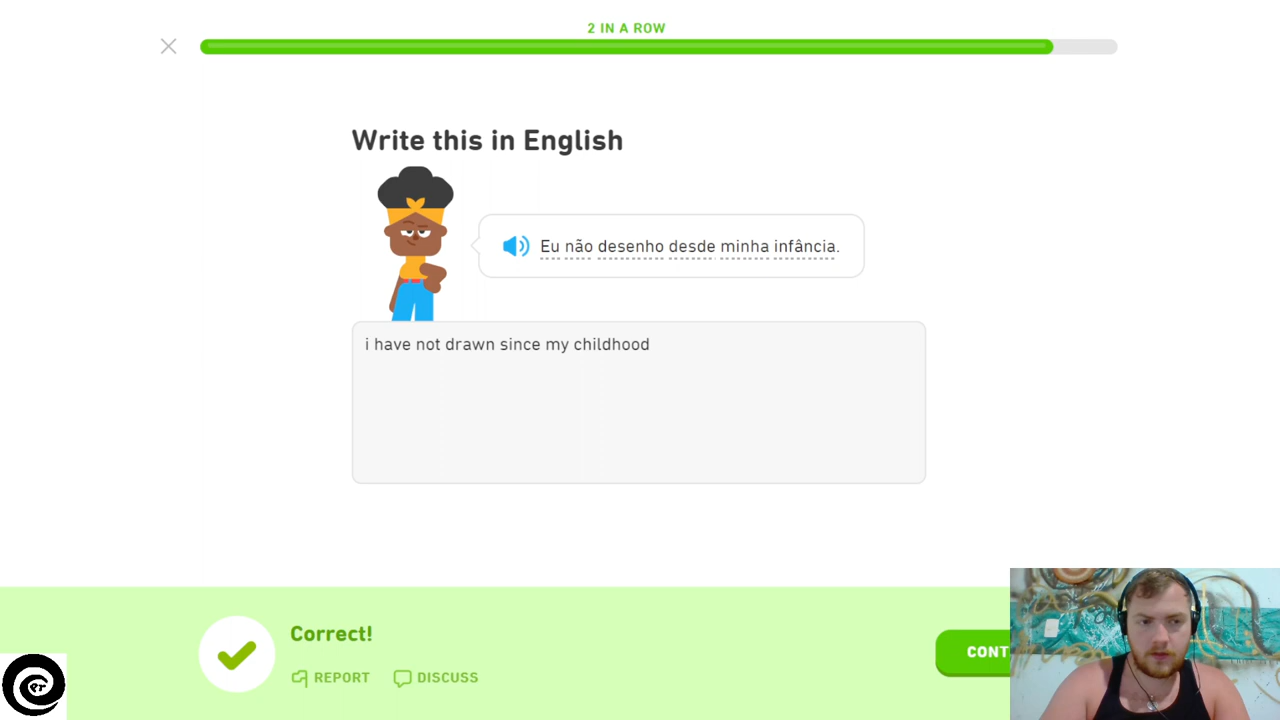 2 IN A ROW
Write this in English
Eu não desenho desde minha infância.
i have not drawn since my childhood
Correct!
REPORT
DISCUSS
CONT